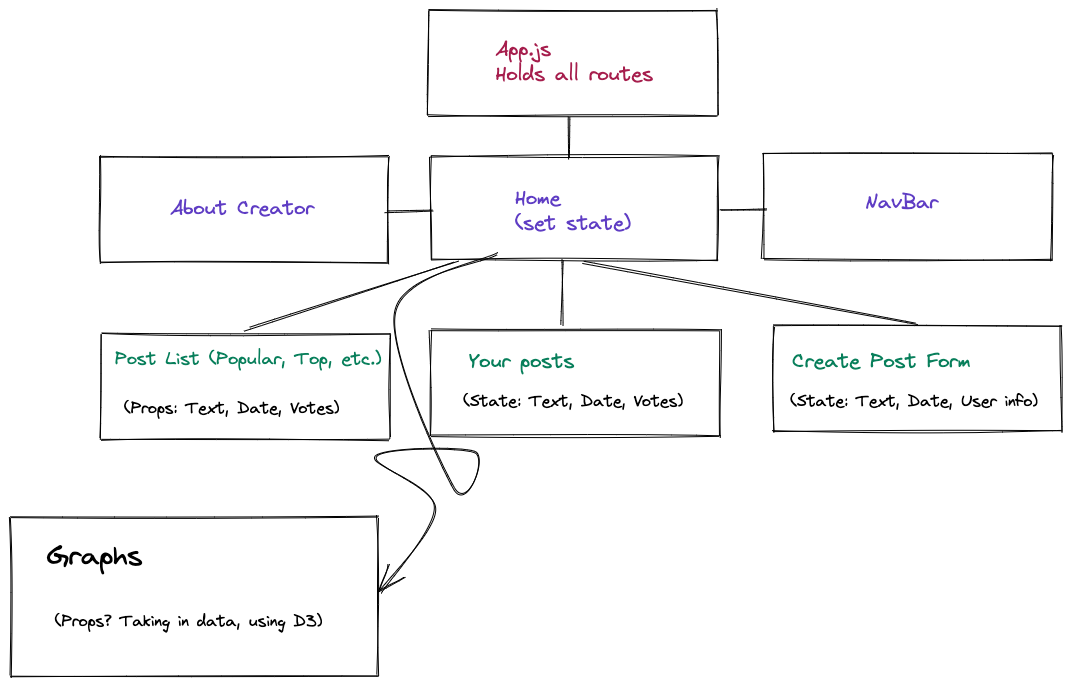 App.js
Holds all routes
About Creator
Home
(set state)
NavBar
Post List (Popular, Top, etc.)
(Props: Text, Date, Votes)
Your posts
(State: Text, Date, Votes)
Create Post Form
(State: Text, Date, User info)
Graphs
(Props? Taking in data, using D3)